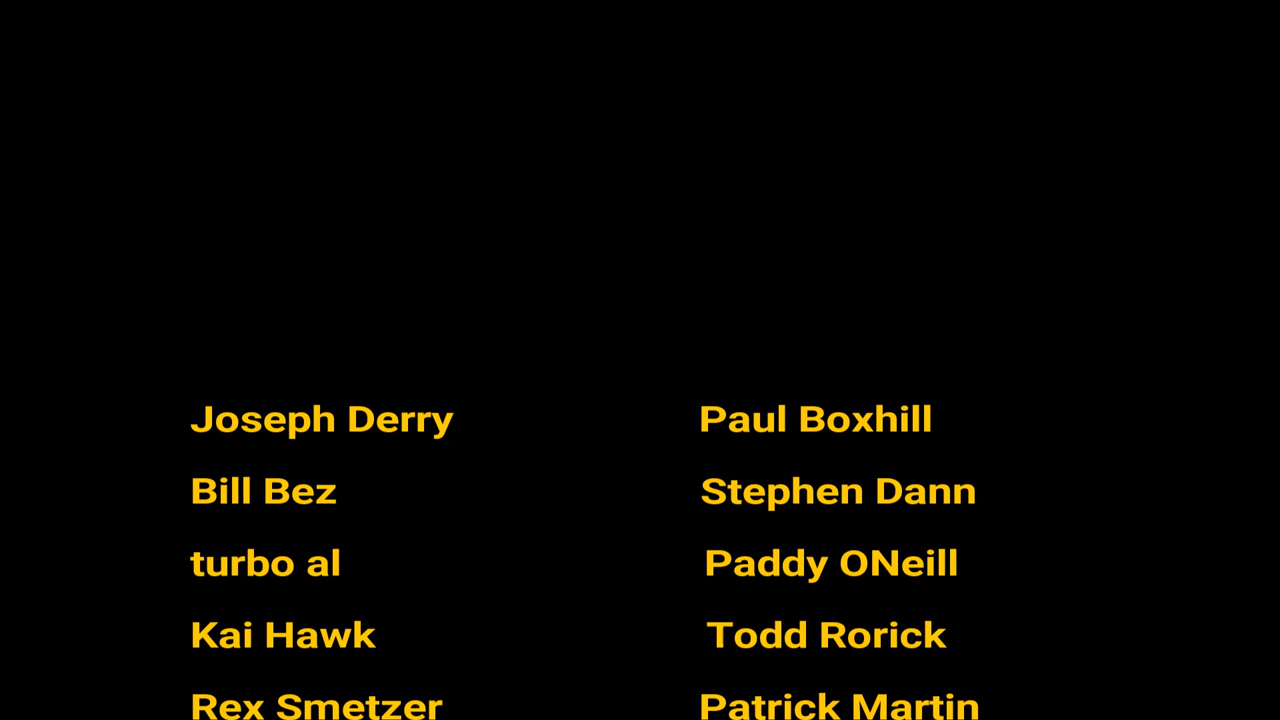 Joseph Derry Paul Boxhill
Bill Bez Stephen Dann
turbo al Paddy ONeill
Kai Hawk Todd Rorick
Rex Smetzer Patrick Martin